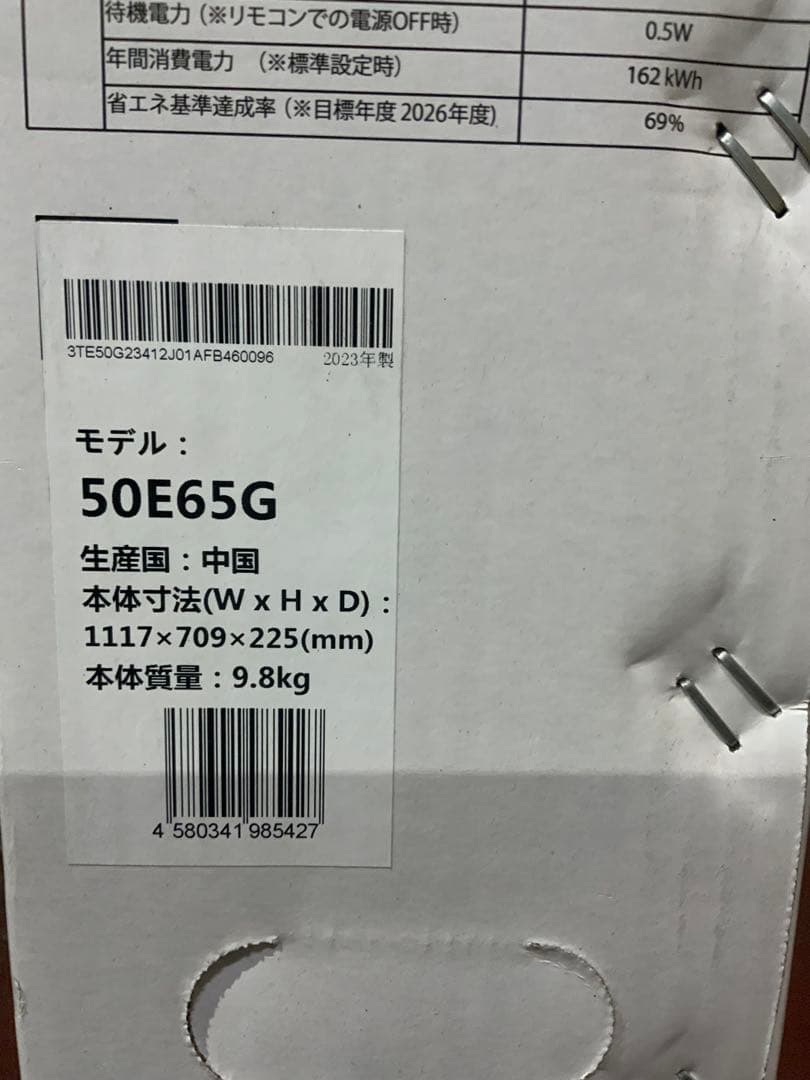 待機電力（※リモコンでの電源OFF時） 0.5W
年間消費電力　（※標準設定時） 162 kWh
省エネ基準達成率（※目標年度 2026年度) 69%
3TE50G23412J01AFB460096 2023年製
モデル：
50E65G
生産国：中国
本体寸法(W x H x D)：
1117×709×225(mm)
本体質量：9.8kg
4 580341 985427